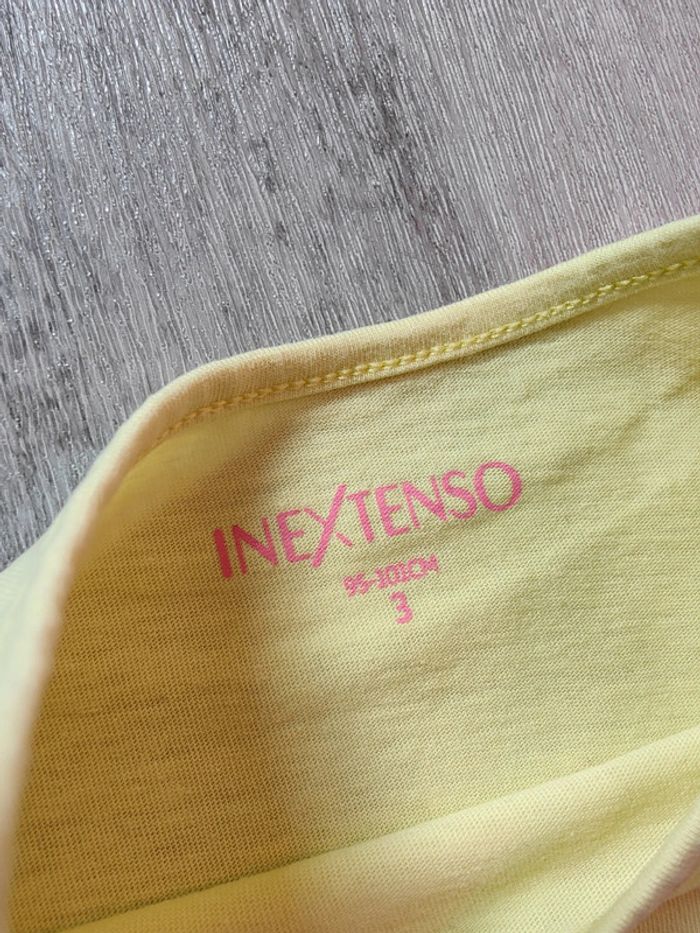 INEXTENSO
95-101CM
3